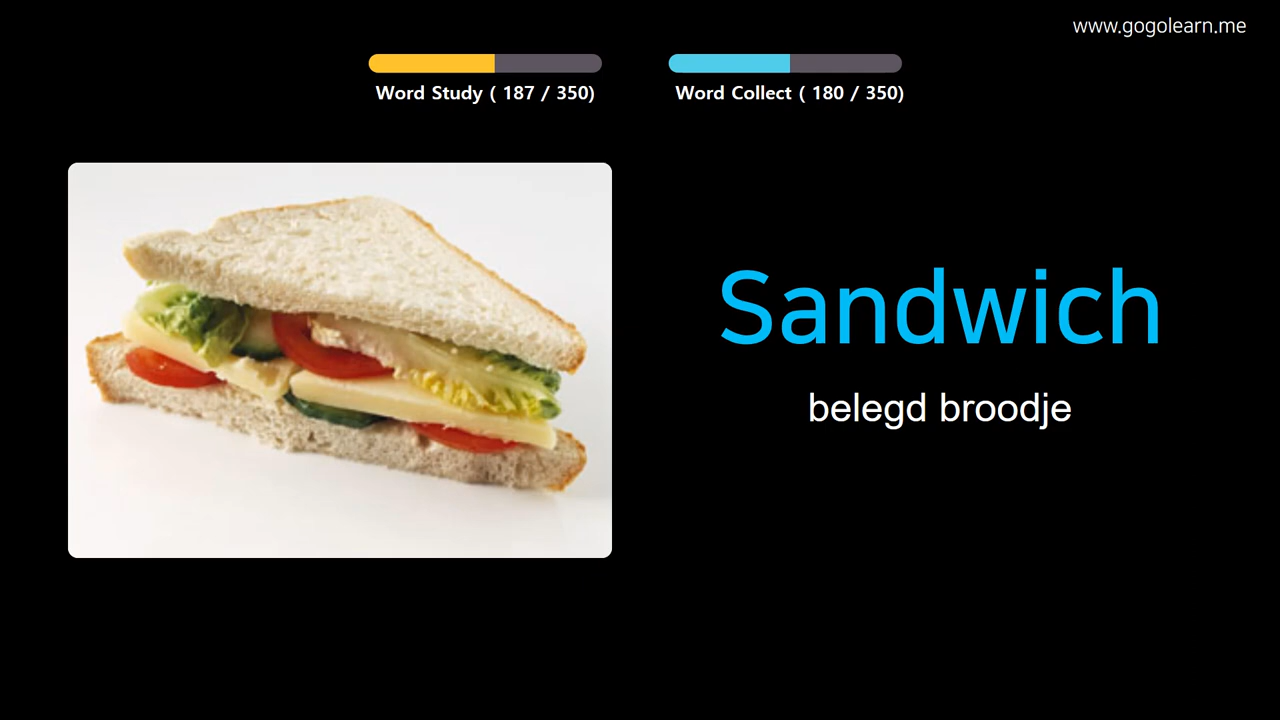 www.gogolearn.me
Word Study ( 187 / 350)
Word Collect ( 180 / 350)
Sandwich
belegd broodje